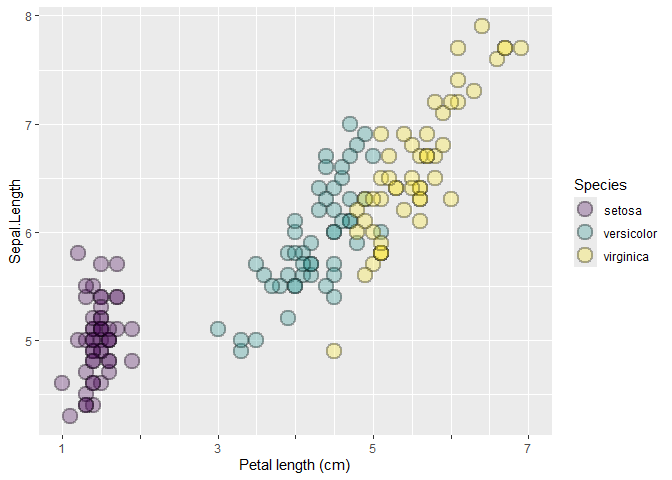 8
7
6
5
Sepal.Length
1
3
5
7
Petal length (cm)
Species
setosa
versicolor
virginica